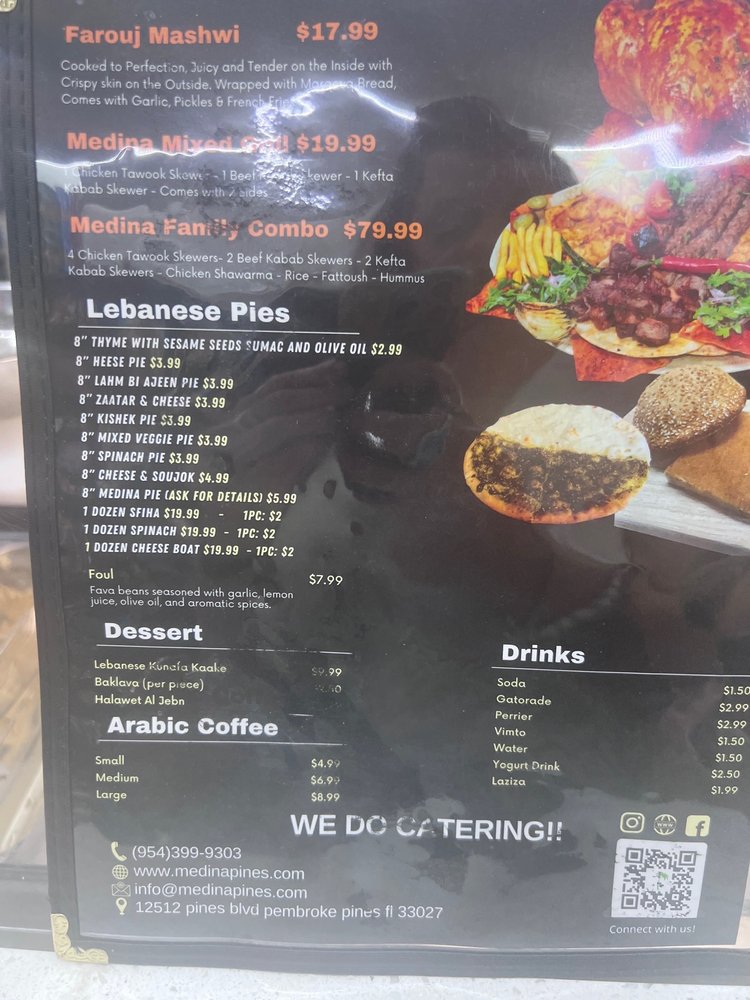 Farouj Mashwi $17.99
Cooked to Perfection, Juicy and Tender on the Inside with
Crispy skin on the Outside. Wrapped with Bread,
Comes with Garlic, Pickles & French Fries
Medina Mixed $19.99
1 Chicken Tawook Skewer - 1 Beef Skewer - 1 Kefta
Kabab Skewer - Comes with 2 Sides
Medina Family Combo $79.99
4 Chicken Tawook Skewers- 2 Beef Kabab Skewers - 2 Kefta
Kabab Skewers - Chicken Shawarma - Rice - Fattoush - Hummus
Lebanese Pies
8" THYME WITH SESAME SEEDS SUMAC AND OLIVE OIL $2.99
8" HEESE PIE $3.99
8" LAHM BI AJEEN PIE $3.99
8" ZAATAR & CHEESE $3.99
8" KISHEK PIE $3.99
8" MIXED VEGGIE PIE $3.99
8" SPINACH PIE $3.99
8" CHEESE & SOUJOK $4.99
8" MEDINA PIE (ASK FOR DETAILS) $5.99
1 DOZEN SFIHA $19.99 - 1PC: $2
1 DOZEN SPINACH $19.99 - 1PC: $2
1 DOZEN CHEESE BOAT $19.99 - 1PC: $2
Foul $7.99
Fava beans seasoned with garlic, lemon
juice, olive oil, and aromatic spices.
Dessert
Lebanese Kunafa Kaake $9.99
Baklava (per piece)
Halawet Al Jebn
Arabic Coffee
Small $4.99
Medium $6.99
Large $8.99
Drinks
Soda $1.50
Gatorade $2.99
Perrier $2.99
Vimto $1.50
Water $1.50
Yogurt Drink $2.50
Laziza $1.99
WE DO CATERING!!
(954)399-9303
www.medinapines.com
info@medinapines.com
12512 pines blvd pembroke pines fl 33027
www
Connect with us!